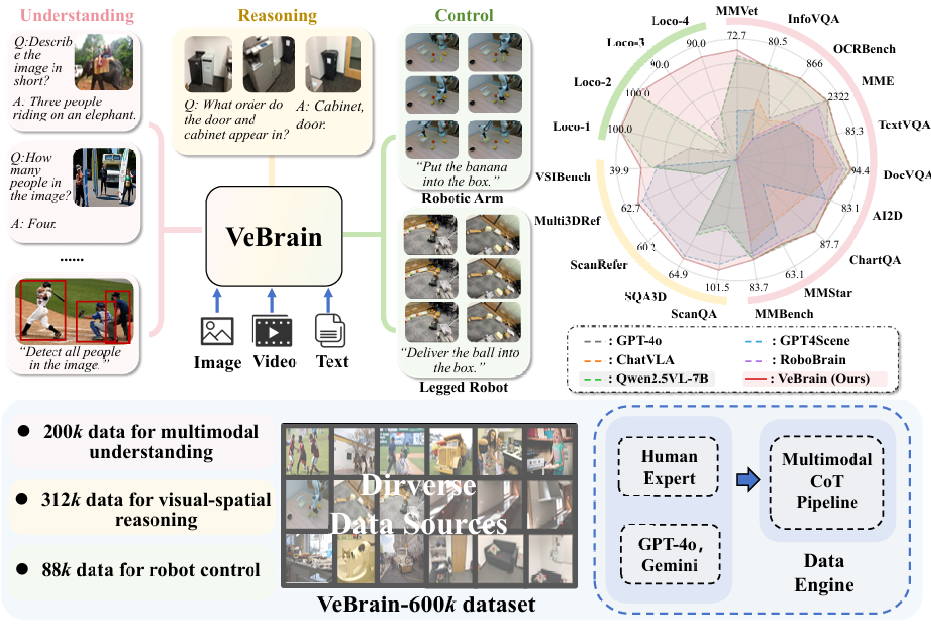 Understanding
Q:Describ
e the
image in
short?
A. Three people
riding on an elephant.
Q:How
many
people in
the image?
A: Four.
......
“Detect all people
in the image.”
Reasoning
Q: What order do
the door and
cabinet appear in?
A: Cabinet,
door.
VeBrain
Image
Video
Text
Control
“Put the banana
into the box.”
Robotic Arm
“Deliver the ball into
the box.”
Legged Robot
MMVet
72.7
InfoVQA
80.5
OCRBench
866
MME
2322
TextVQA
85.3
DocVQA
94.4
AI2D
83.1
ChartQA
87.7
MMStar
63.1
MMBench
83.7
ScanQA
101.5
SQA3D
64.9
ScanRefer
60.2
Multi3DRef
62.7
VSIBench
39.9
Loco-1
100.0
Loco-2
100.0
Loco-3
90.0
Loco-4
90.0
: GPT-4o
: GPT4Scene
: ChatVLA
: RoboBrain
: Qwen2.5VL-7B
: VeBrain (Ours)
● 200k data for multimodal
understanding
● 312k data for visual-spatial
reasoning
● 88k data for robot control
Dirverse
Data Sources
VeBrain-600k dataset
Human
Expert
GPT-4o,
Gemini
Multimodal
CoT
Pipeline
Data
Engine